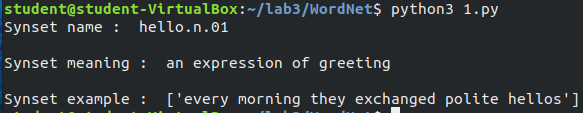 student@student-VirtualBox:~/lab3/WordNet$ python3 1.py
Synset name :  hello.n.01
Synset meaning :  an expression of greeting
Synset example :  ['every morning they exchanged polite hellos']